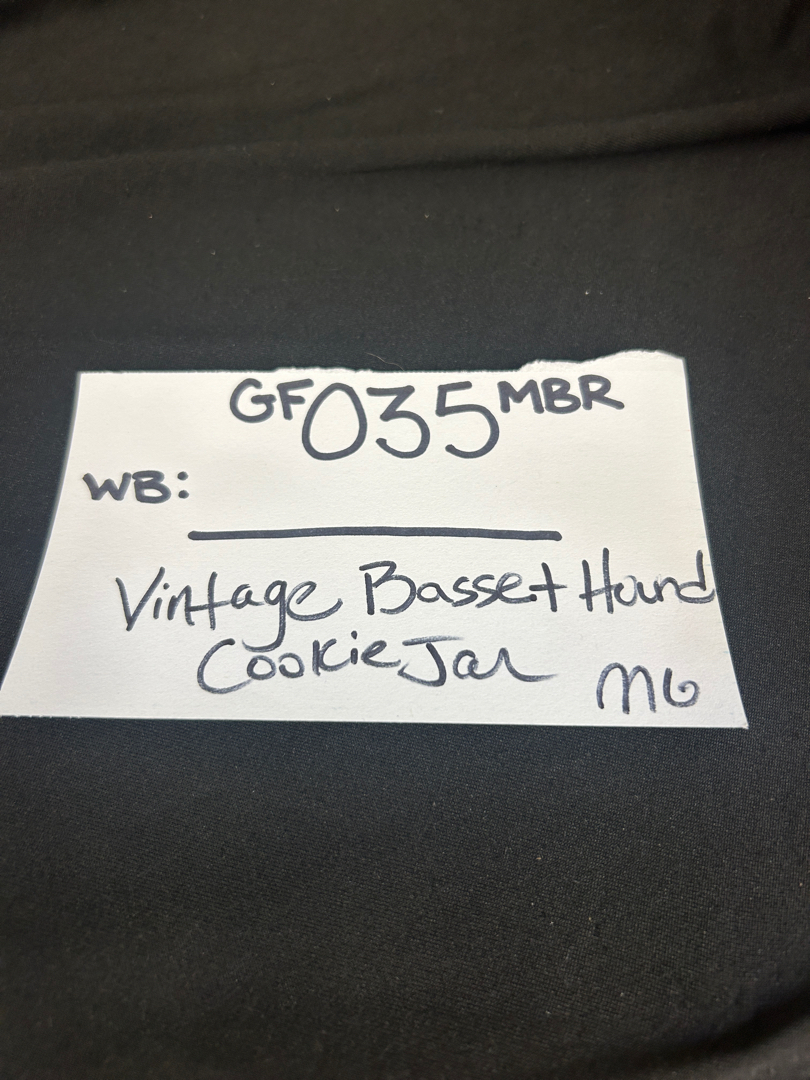 GF035MBR
WB:
Vintage Basset Hound
Cookie Jar MG